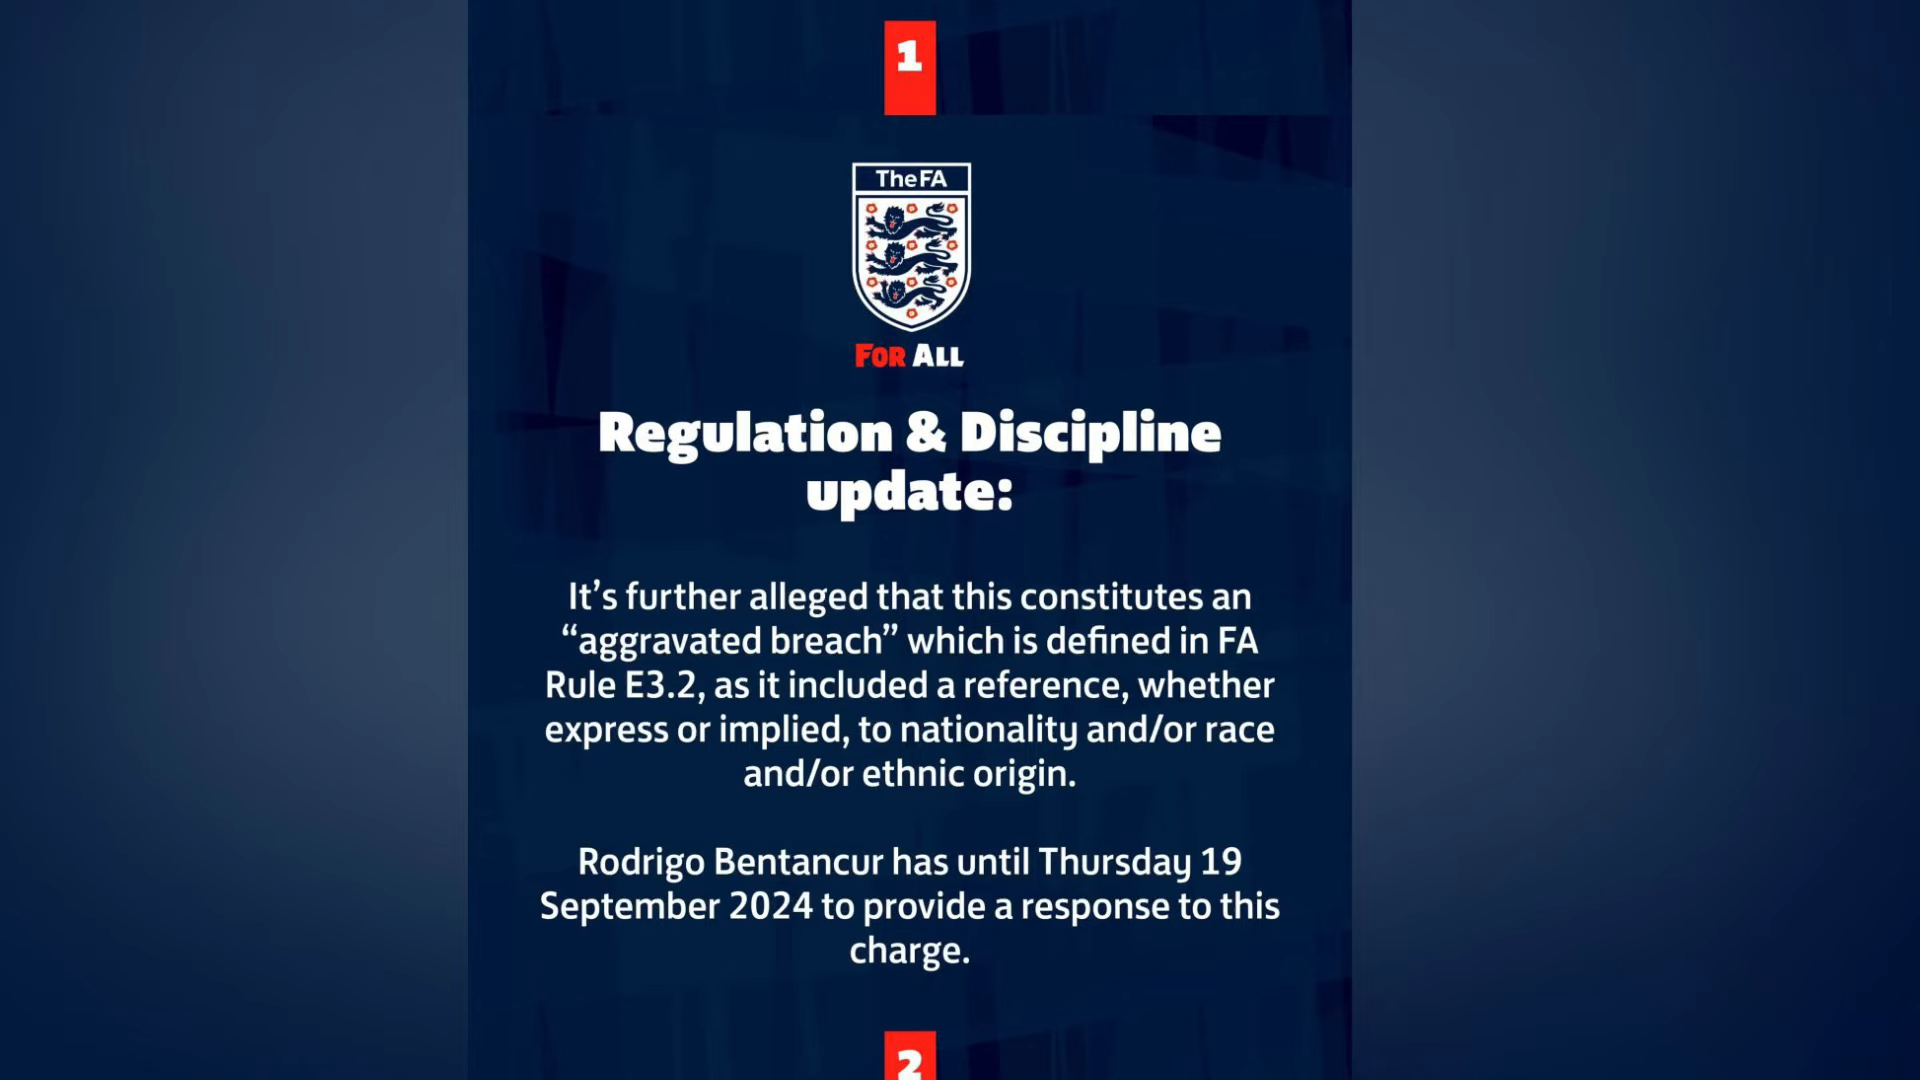 1
The FA
FOR ALL
Regulation & Discipline
update:
It’s further alleged that this constitutes an
“aggravated breach” which is defined in FA
Rule E3.2, as it included a reference, whether
express or implied, to nationality and/or race
and/or ethnic origin.
Rodrigo Bentancur has until Thursday 19
September 2024 to provide a response to this
charge.
2